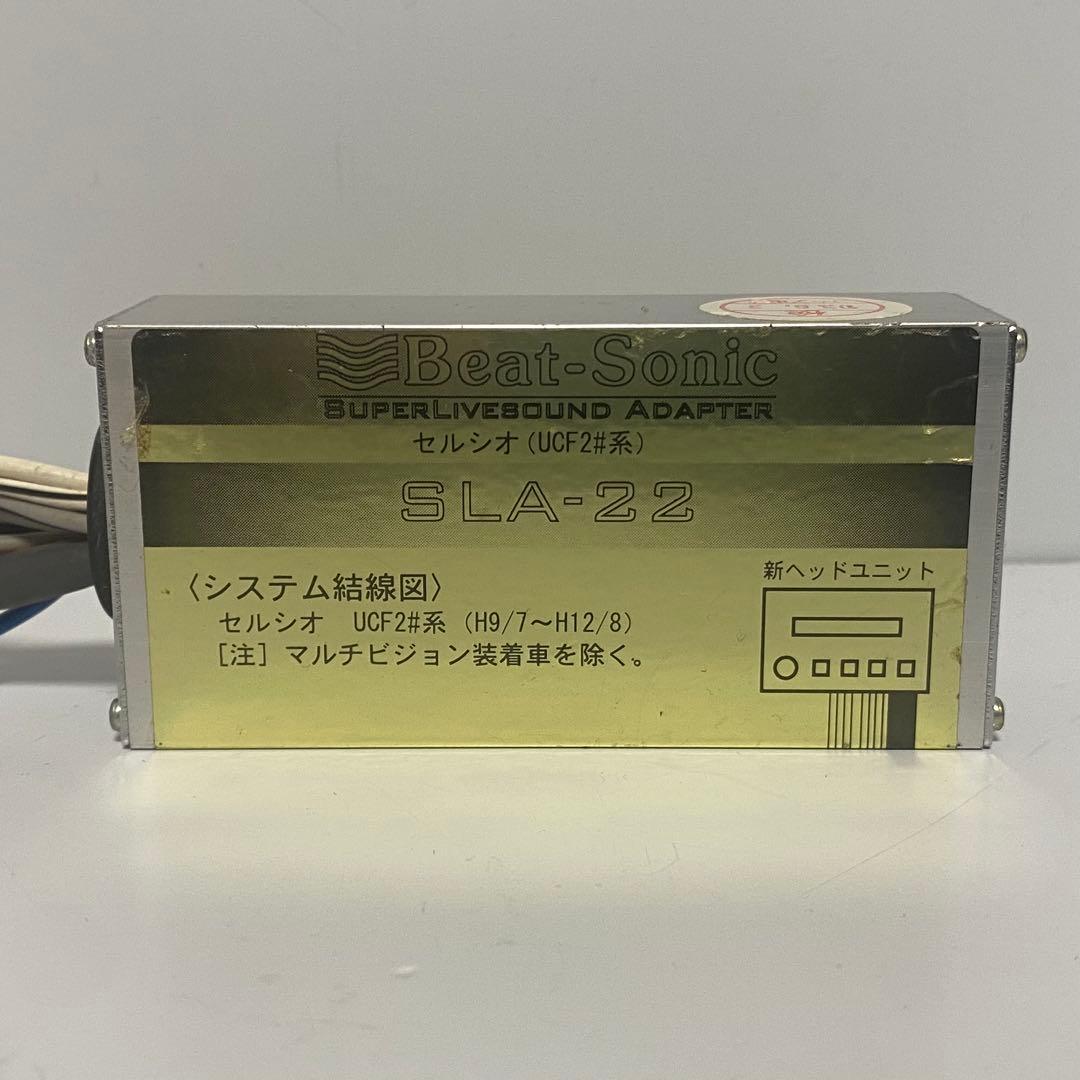 Beat-Sonic
SUPERLIVESOUND ADAPTER
セルシオ(UCF2#系)
SLA-22
〈システム結線図〉
セルシオ UCF2#系 (H9/7〜H12/8)
[注] マルチビジョン装着車を除く。
新ヘッドユニット